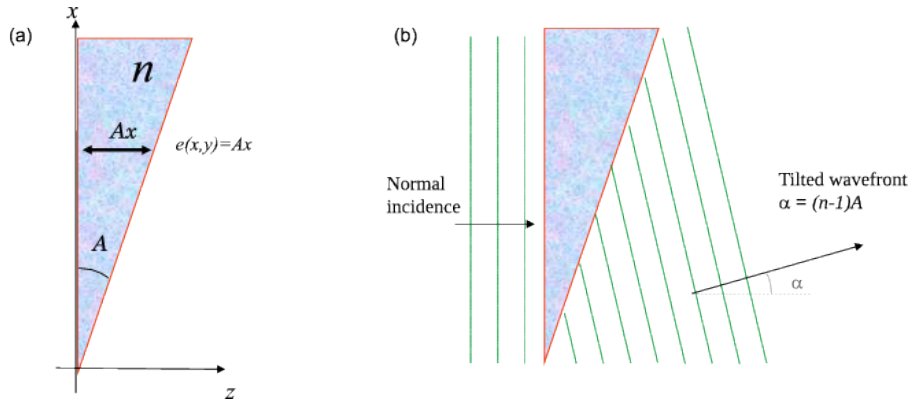 (a)
x
n
Ax
e(x,y)=Ax
A
z
(b)
Normal
incidence
Tilted wavefront
α = (n-1)A
α